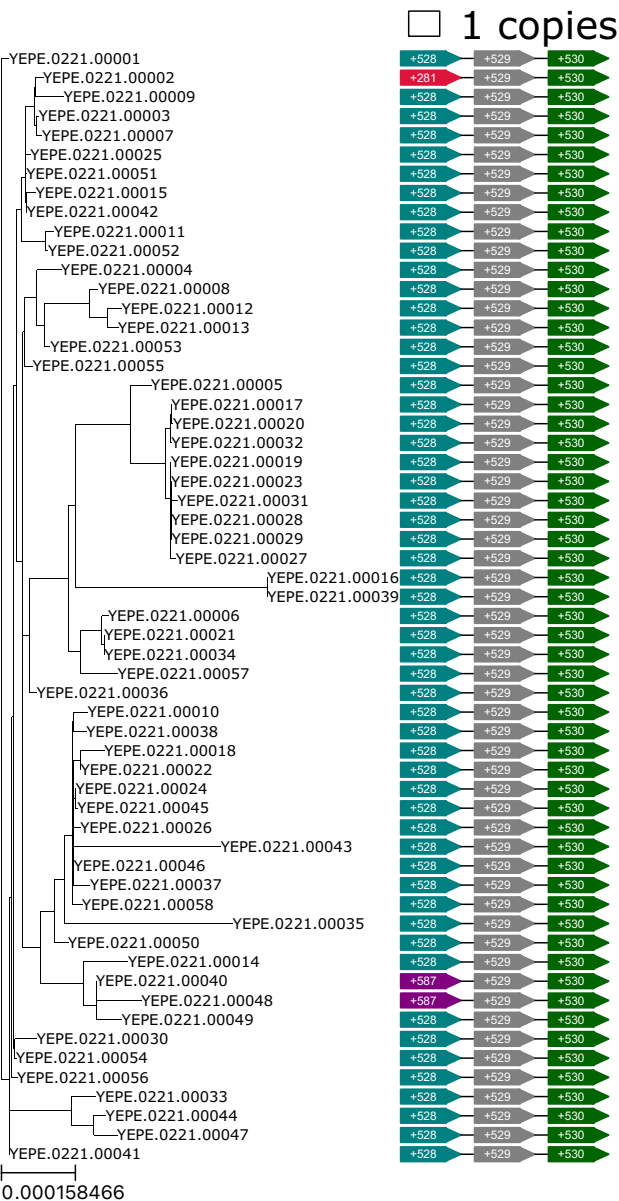 1 copies
YEPE.0221.00001 +528 +529 +530
YEPE.0221.00002 +281 +529 +530
YEPE.0221.00009 +528 +529 +530
YEPE.0221.00003 +528 +529 +530
YEPE.0221.00007 +528 +529 +530
YEPE.0221.00025 +528 +529 +530
YEPE.0221.00051 +528 +529 +530
YEPE.0221.00015 +528 +529 +530
YEPE.0221.00042 +528 +529 +530
YEPE.0221.00011 +528 +529 +530
YEPE.0221.00052 +528 +529 +530
YEPE.0221.00004 +528 +529 +530
YEPE.0221.00008 +528 +529 +530
YEPE.0221.00012 +528 +529 +530
YEPE.0221.00013 +528 +529 +530
YEPE.0221.00053 +528 +529 +530
YEPE.0221.00055 +528 +529 +530
YEPE.0221.00005 +528 +529 +530
YEPE.0221.00017 +528 +529 +530
YEPE.0221.00020 +528 +529 +530
YEPE.0221.00032 +528 +529 +530
YEPE.0221.00019 +528 +529 +530
YEPE.0221.00023 +528 +529 +530
YEPE.0221.00031 +528 +529 +530
YEPE.0221.00028 +528 +529 +530
YEPE.0221.00029 +528 +529 +530
YEPE.0221.00027 +528 +529 +530
YEPE.0221.00016 +528 +529 +530
YEPE.0221.00039 +528 +529 +530
YEPE.0221.00006 +528 +529 +530
YEPE.0221.00021 +528 +529 +530
YEPE.0221.00034 +528 +529 +530
YEPE.0221.00057 +528 +529 +530
YEPE.0221.00036 +528 +529 +530
YEPE.0221.00010 +528 +529 +530
YEPE.0221.00038 +528 +529 +530
YEPE.0221.00018 +528 +529 +530
YEPE.0221.00022 +528 +529 +530
YEPE.0221.00024 +528 +529 +530
YEPE.0221.00045 +528 +529 +530
YEPE.0221.00026 +528 +529 +530
YEPE.0221.00043 +528 +529 +530
YEPE.0221.00046 +528 +529 +530
YEPE.0221.00037 +528 +529 +530
YEPE.0221.00058 +528 +529 +530
YEPE.0221.00035 +528 +529 +530
YEPE.0221.00050 +528 +529 +530
YEPE.0221.00014 +528 +529 +530
YEPE.0221.00040 +587 +529 +530
YEPE.0221.00048 +587 +529 +530
YEPE.0221.00049 +528 +529 +530
YEPE.0221.00030 +528 +529 +530
YEPE.0221.00054 +528 +529 +530
YEPE.0221.00056 +528 +529 +530
YEPE.0221.00033 +528 +529 +530
YEPE.0221.00044 +528 +529 +530
YEPE.0221.00047 +528 +529 +530
YEPE.0221.00041 +528 +529 +530
0.000158466